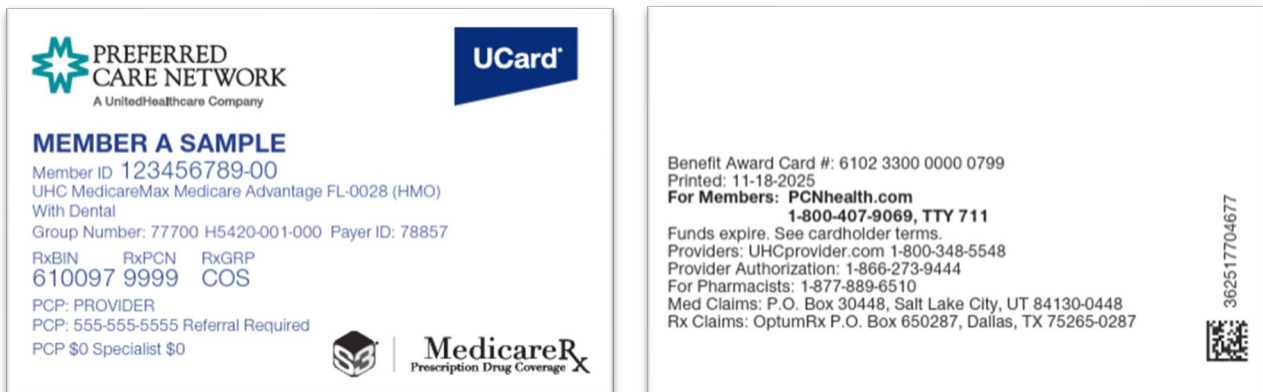 PREFERRED
CARE NETWORK
A UnitedHealthcare Company
UCard®
MEMBER A SAMPLE
Member ID 123456789-00
UHC MedicareMax Medicare Advantage FL-0028 (HMO)
With Dental
Group Number: 77700 H5420-001-000 Payer ID: 78857
RxBIN RxPCN RxGRP
610097 9999 COS
PCP: PROVIDER
PCP: 555-555-5555 Referral Required
PCP $0 Specialist $0
S3
MedicareRx
Prescription Drug Coverage
Benefit Award Card #: 6102 3300 0000 0799
Printed: 11-18-2025
For Members: PCNhealth.com
1-800-407-9069, TTY 711
Funds expire. See cardholder terms.
Providers: UHCprovider.com 1-800-348-5548
Provider Authorization: 1-866-273-9444
For Pharmacists: 1-877-889-6510
Med Claims: P.O. Box 30448, Salt Lake City, UT 84130-0448
Rx Claims: OptumRx P.O. Box 650287, Dallas, TX 75265-0287
362517704677